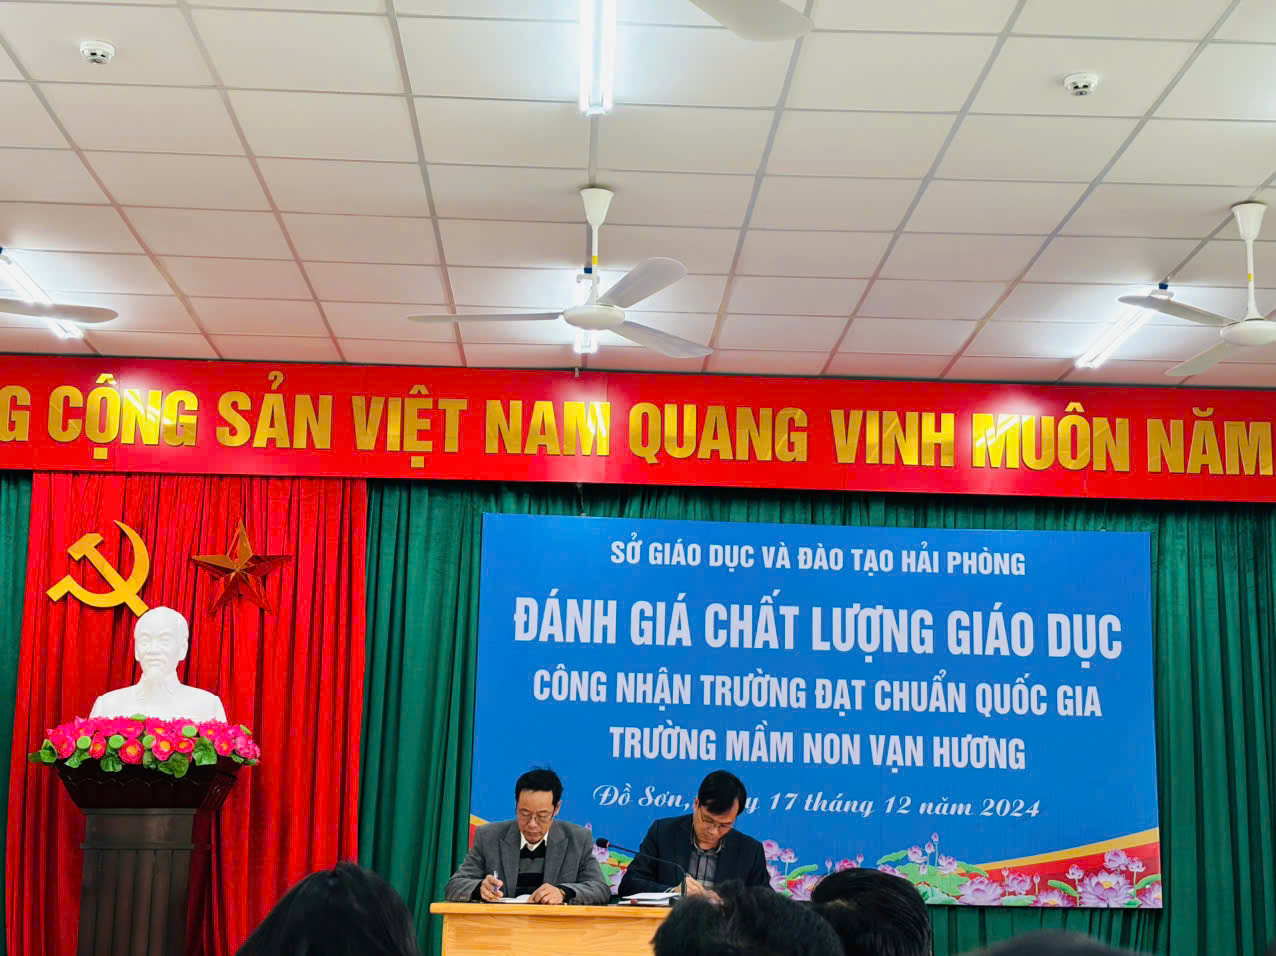 G CỘNG SẢN VIỆT NAM QUANG VINH MUÔN NĂM
SỞ GIÁO DỤC VÀ ĐÀO TẠO HẢI PHÒNG
ĐÁNH GIÁ CHẤT LƯỢNG GIÁO DỤC
CÔNG NHẬN TRƯỜNG ĐẠT CHUẨN QUỐC GIA
TRƯỜNG MẦM NON VẠN HƯƠNG
Đồ Sơn, 17 tháng 12 năm 2024